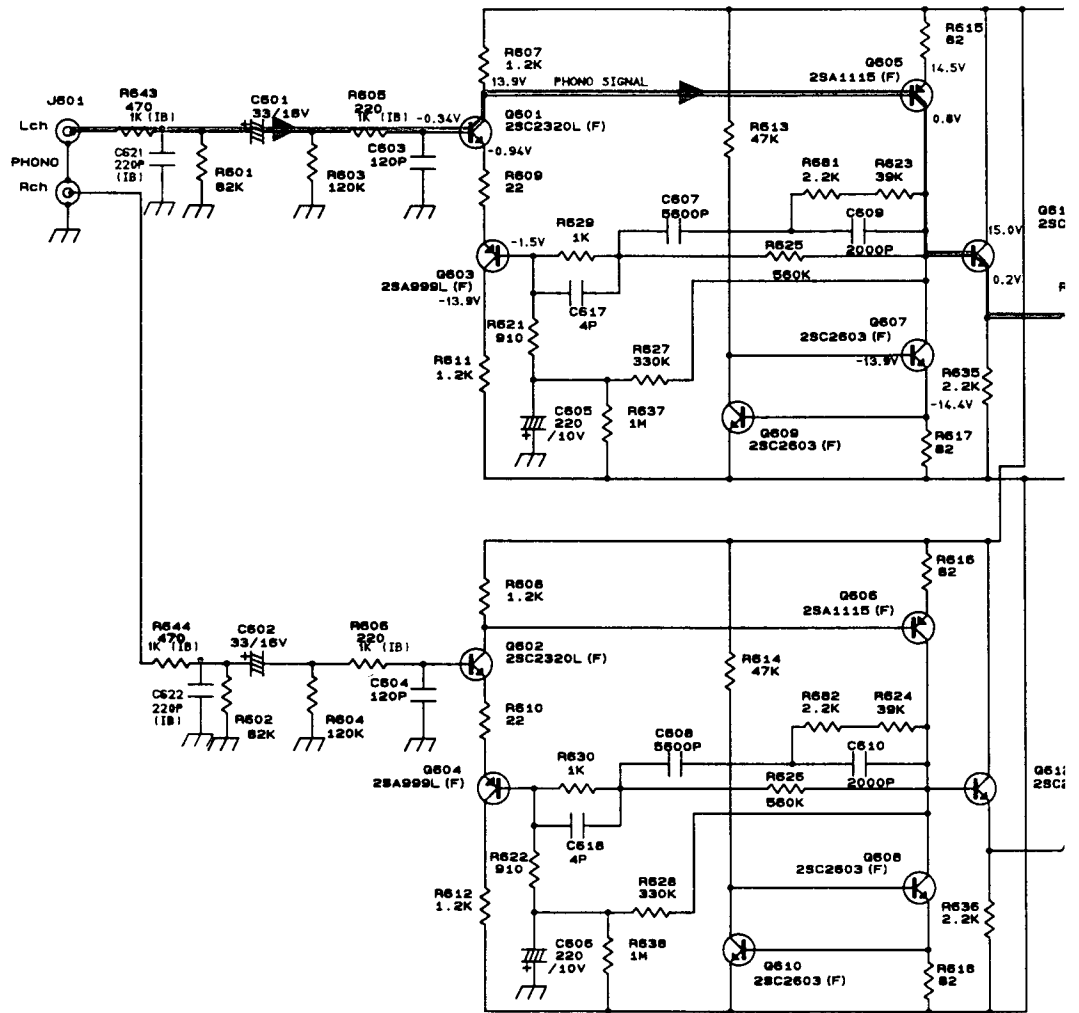 R607
1.2K
13.9V
PHONO SIGNAL
Q605
2SA1115 (F)
R615
82
14.5V
0.8V
J601
Lch
PHONO
Rch
R643
470
1K (IB)
C621
220P
(IB)
C601
33/16V
R601
82K
R603
120K
R605
220
1K (IB)
-0.34V
C603
120P
Q601
2SC2320L (F)
-0.94V
R609
22
R613
47K
R681
2.2K
R623
39K
C607
5600P
C609
2000P
R625
560K
R629
1K
-1.5V
Q603
2SA999L (F)
-13.9V
C617
4P
R621
910
R611
1.2K
R627
330K
R637
1M
C605
220
/10V
+
Q607
2SC2603 (F)
-13.9V
-14.4V
Q609
2SC2603 (F)
R617
82
R635
2.2K
15.0V
0.2V
Q61
2SC
R
R608
1.2K
R616
82
Q606
2SA1115 (F)
R644
470
1K (IB)
C622
220P
(IB)
C602
33/16V
R602
82K
R604
120K
R606
220
1K (IB)
C604
120P
Q602
2SC2320L (F)
R610
22
R614
47K
R682
2.2K
R624
39K
C608
5600P
C610
2000P
R626
560K
R630
1K
Q604
2SA999L (F)
C618
4P
R622
910
R612
1.2K
R628
330K
R638
1M
C606
220
/10V
+
Q608
2SC2603 (F)
Q610
2SC2603 (F)
R618
82
R636
2.2K
Q612
2SC2